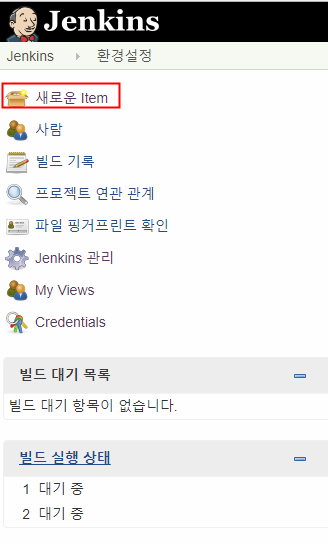 Jenkins
Jenkins 환경설정
새로운 Item
사람
빌드 기록
프로젝트 연관 관계
파일 핑거프린트 확인
Jenkins 관리
My Views
Credentials
빌드 대기 목록
빌드 대기 항목이 없습니다.
빌드 실행 상태
1 대기 중
2 대기 중